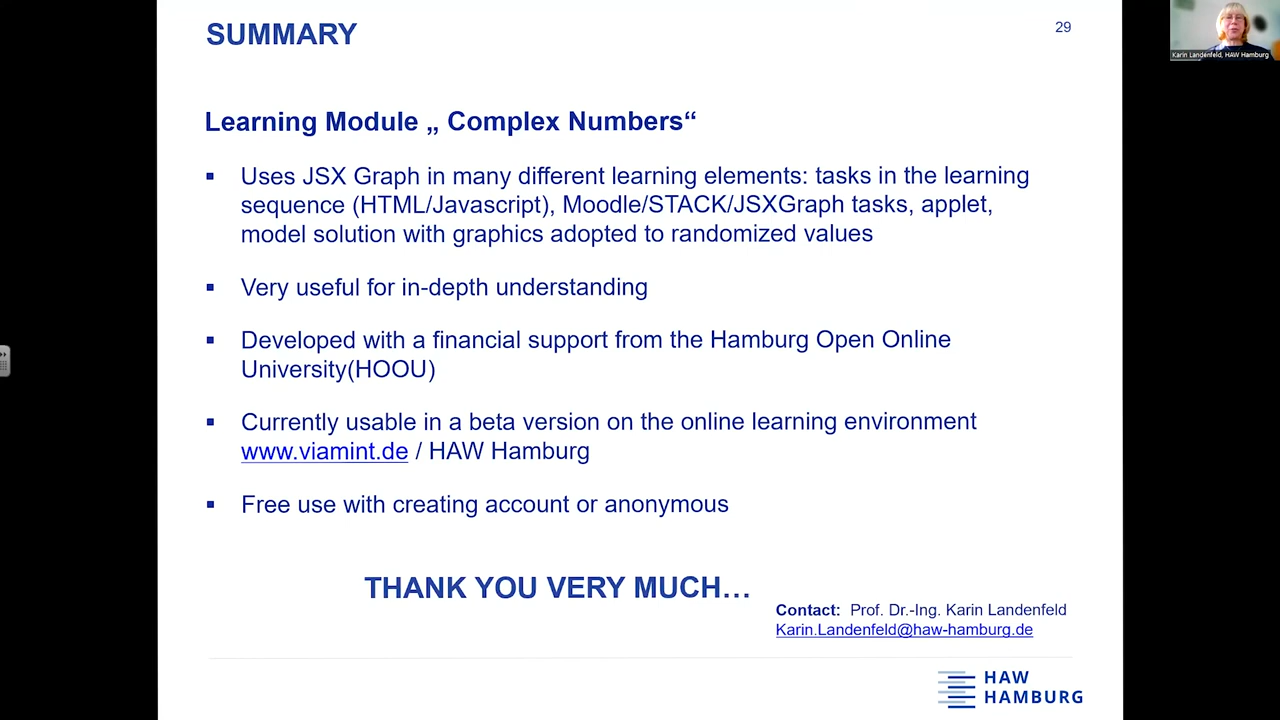 SUMMARY
29
Karin Landenfeld, HAW Hamburg
Learning Module „ Complex Numbers“
▪ Uses JSX Graph in many different learning elements: tasks in the learning
sequence (HTML/Javascript), Moodle/STACK/JSXGraph tasks, applet,
model solution with graphics adopted to randomized values
▪ Very useful for in-depth understanding
▪ Developed with a financial support from the Hamburg Open Online
University(HOOU)
▪ Currently usable in a beta version on the online learning environment
www.viamint.de / HAW Hamburg
▪ Free use with creating account or anonymous
THANK YOU VERY MUCH…
Contact: Prof. Dr.-Ing. Karin Landenfeld
Karin.Landenfeld@haw-hamburg.de
HAW
HAMBURG